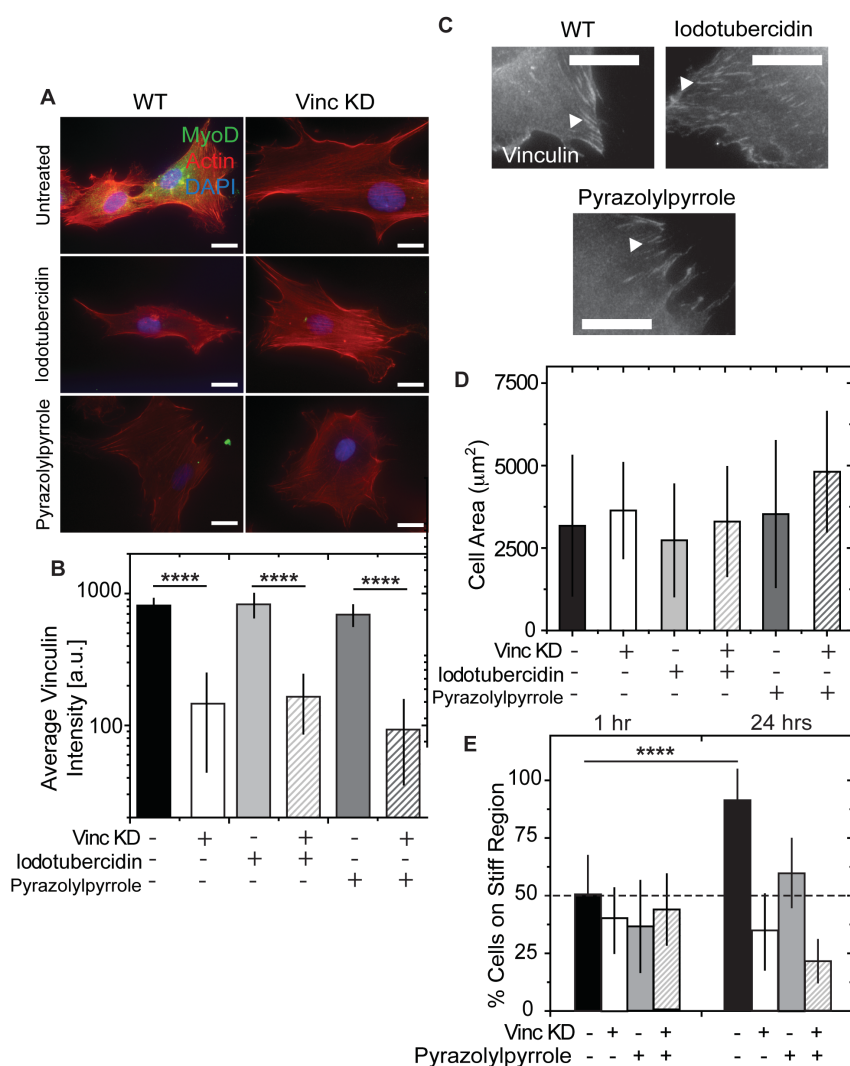 A
WT
Vinc KD
Untreated
MyoD
Actin
DAPI
Iodotubercidin
Pyrazolylpyrrole
B
Average Vinculin
Intensity [a.u.]
1000
100
**** **** ****
Vinc KD - + - + - +
Iodotubercidin - - + + - -
Pyrazolylpyrrole - - - - + +
C
WT
Iodotubercidin
Vinculin
Pyrazolylpyrrole
D
Cell Area (μm²)
7500
5000
2500
0
Vinc KD - + - + - +
Iodotubercidin - - + + - -
Pyrazolylpyrrole - - - - + +
E
1 hr
24 hrs
****
% Cells on Stiff Region
100
75
50
25
0
Vinc KD - + - + - + - +
Pyrazolylpyrrole - - + + - - + +